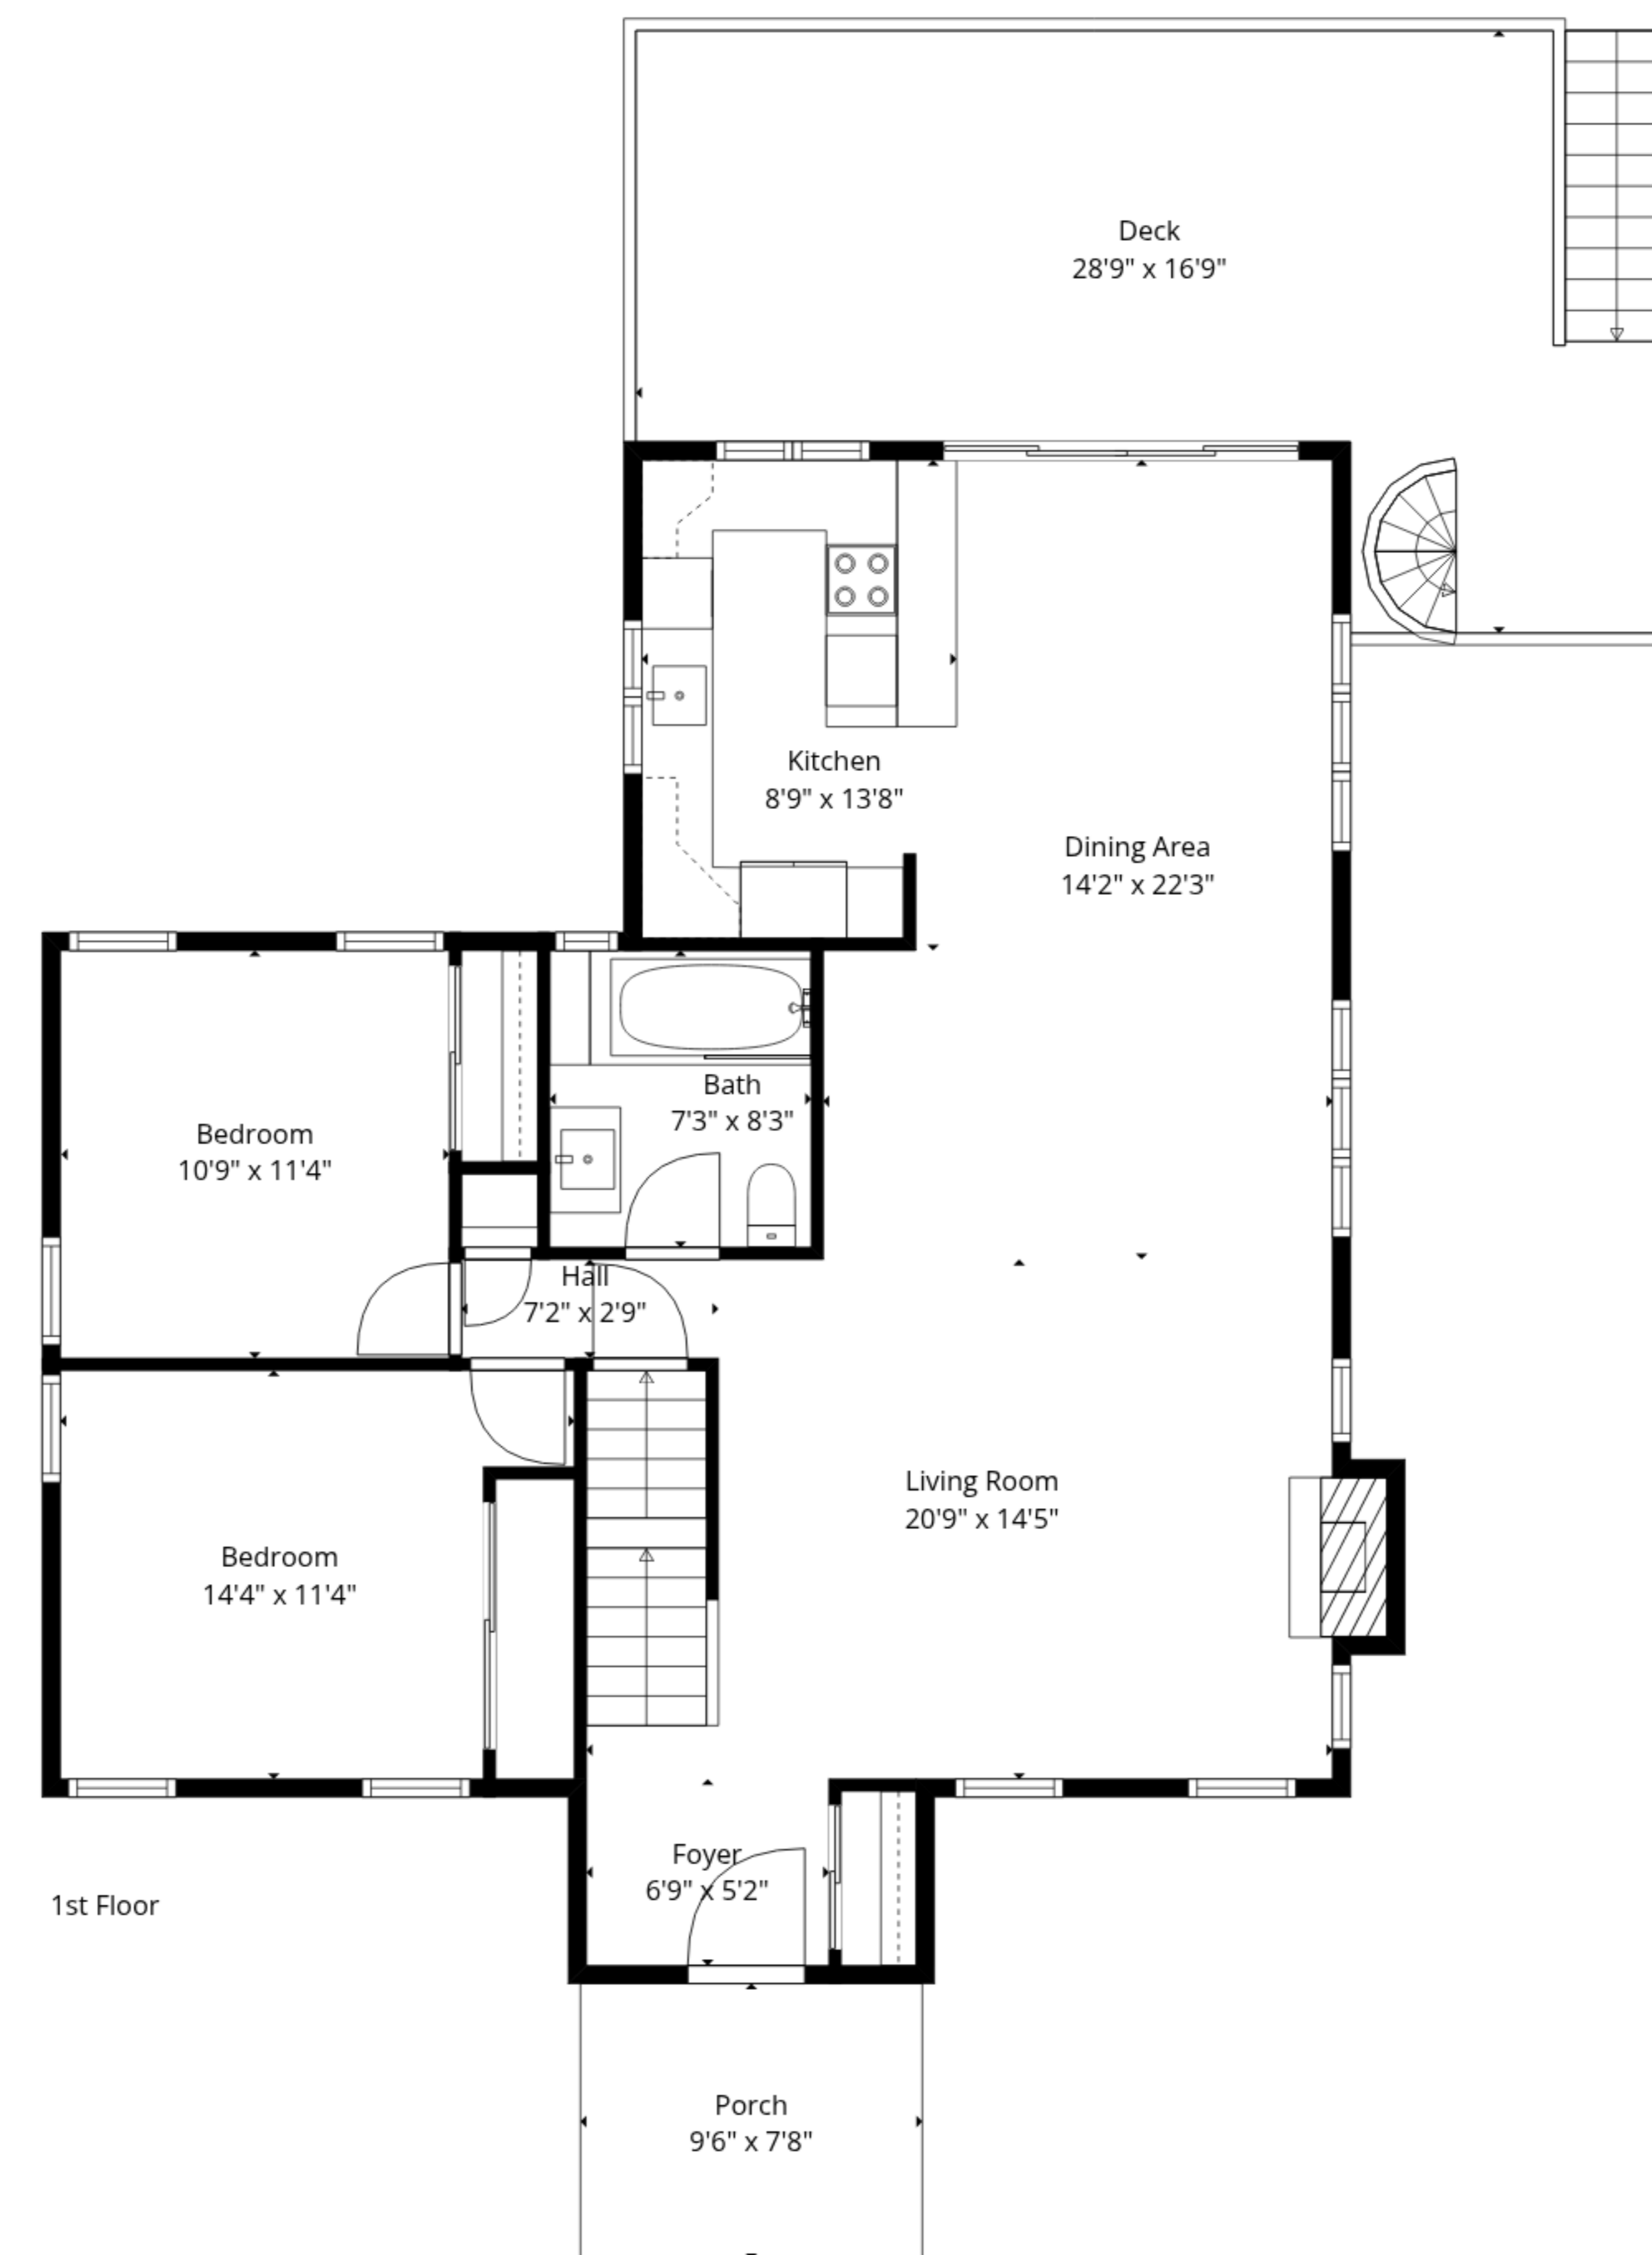 Deck
28'9" x 16'9"
Kitchen
8'9" x 13'8"
Dining Area
14'2" x 22'3"
Bath
7'3" x 8'3"
Bedroom
10'9" x 11'4"
Hall
7'2" x 2'9"
Living Room
20'9" x 14'5"
Bedroom
14'4" x 11'4"
Foyer
6'9" x 5'2"
1st Floor
Porch
9'6" x 7'8"